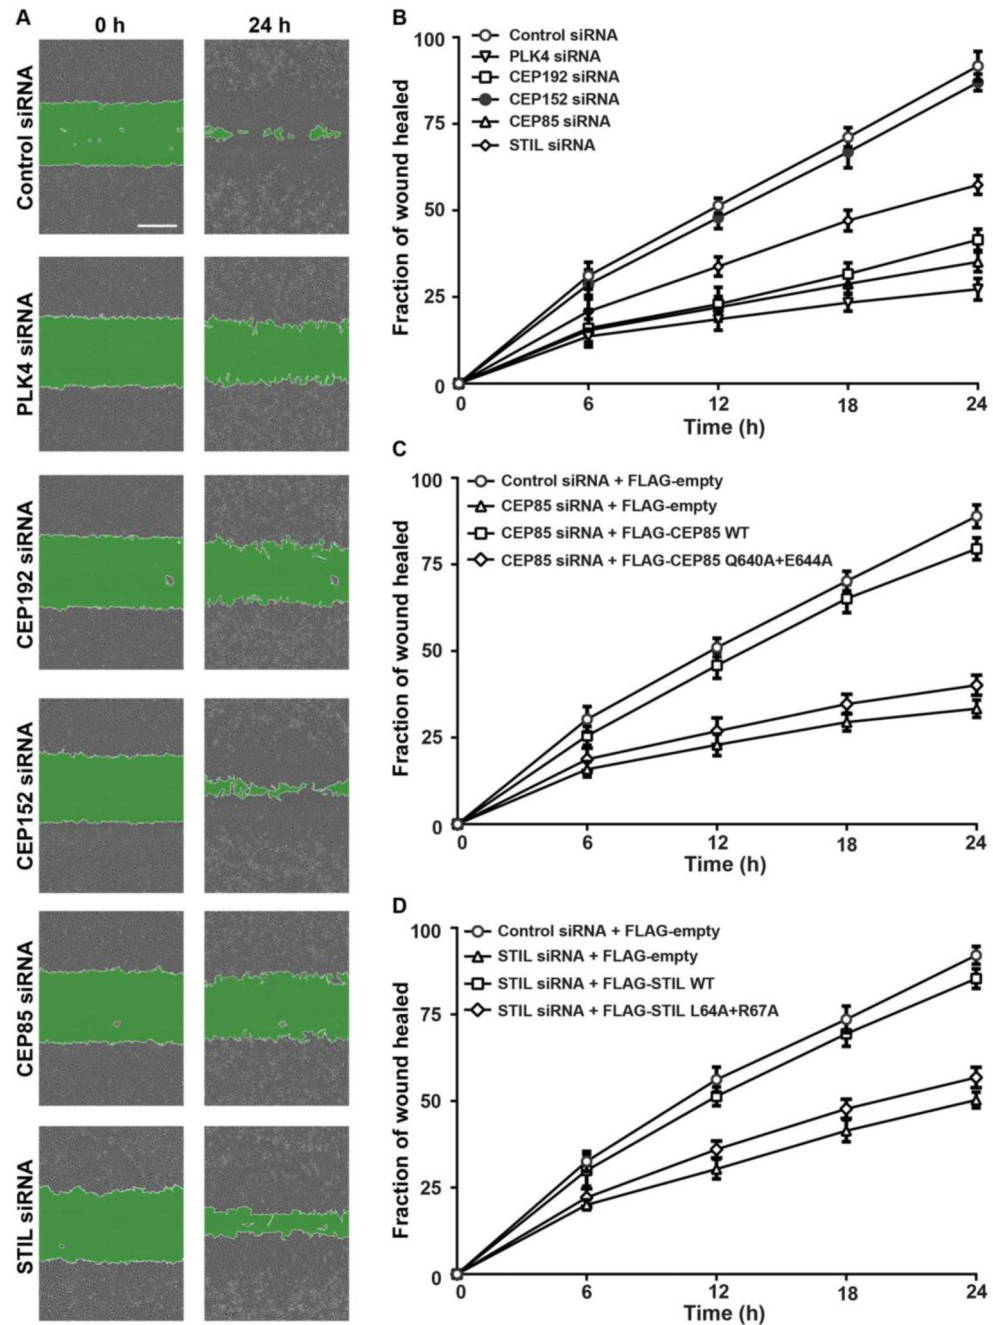 A
0 h
24 h
Control siRNA
PLK4 siRNA
CEP192 siRNA
CEP152 siRNA
CEP85 siRNA
STIL siRNA
B
Fraction of wound healed
100
75
50
25
0
Control siRNA
PLK4 siRNA
CEP192 siRNA
CEP152 siRNA
CEP85 siRNA
STIL siRNA
0 6 12 18 24
Time (h)
C
Fraction of wound healed
100
75
50
25
0
Control siRNA + FLAG-empty
CEP85 siRNA + FLAG-empty
CEP85 siRNA + FLAG-CEP85 WT
CEP85 siRNA + FLAG-CEP85 Q640A+E644A
0 6 12 18 24
Time (h)
D
Fraction of wound healed
100
75
50
25
0
Control siRNA + FLAG-empty
STIL siRNA + FLAG-empty
STIL siRNA + FLAG-STIL WT
STIL siRNA + FLAG-STIL L64A+R67A
0 6 12 18 24
Time (h)